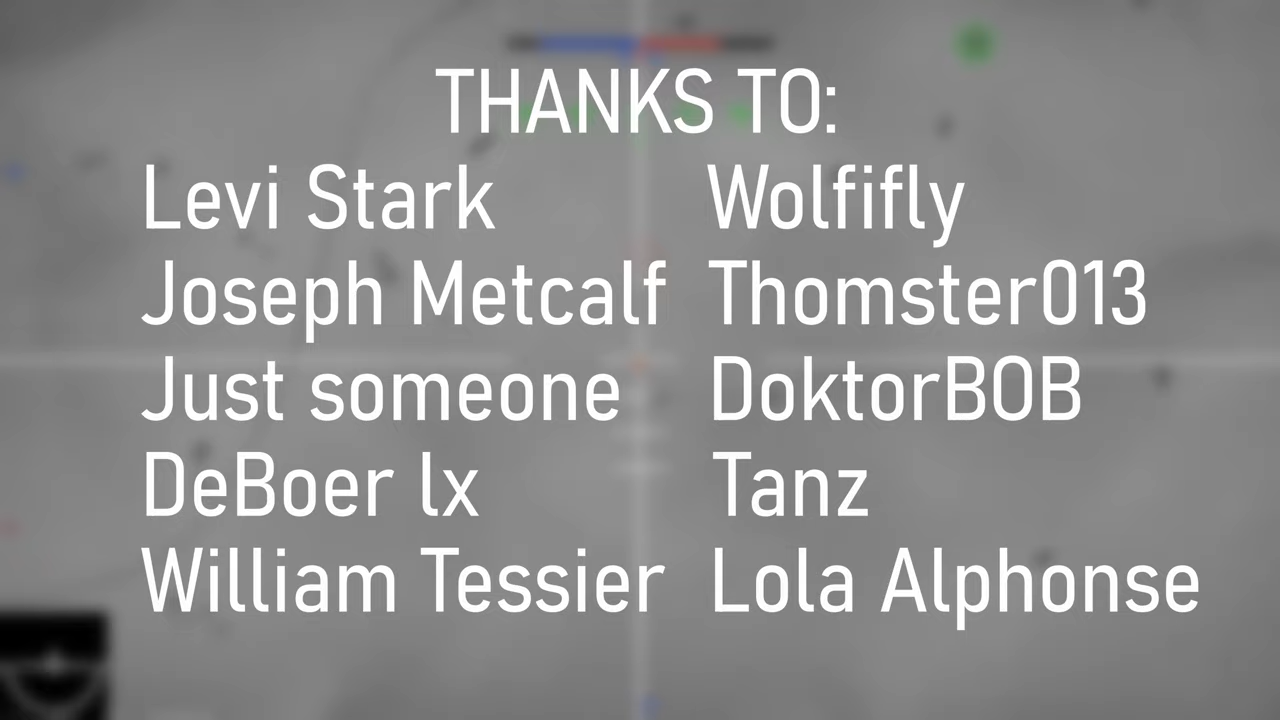 THANKS TO:
Levi Stark
Joseph Metcalf
Just someone
DeBoer lx
William Tessier
Wolfifly
Thomster013
DoktorBOB
Tanz
Lola Alphonse